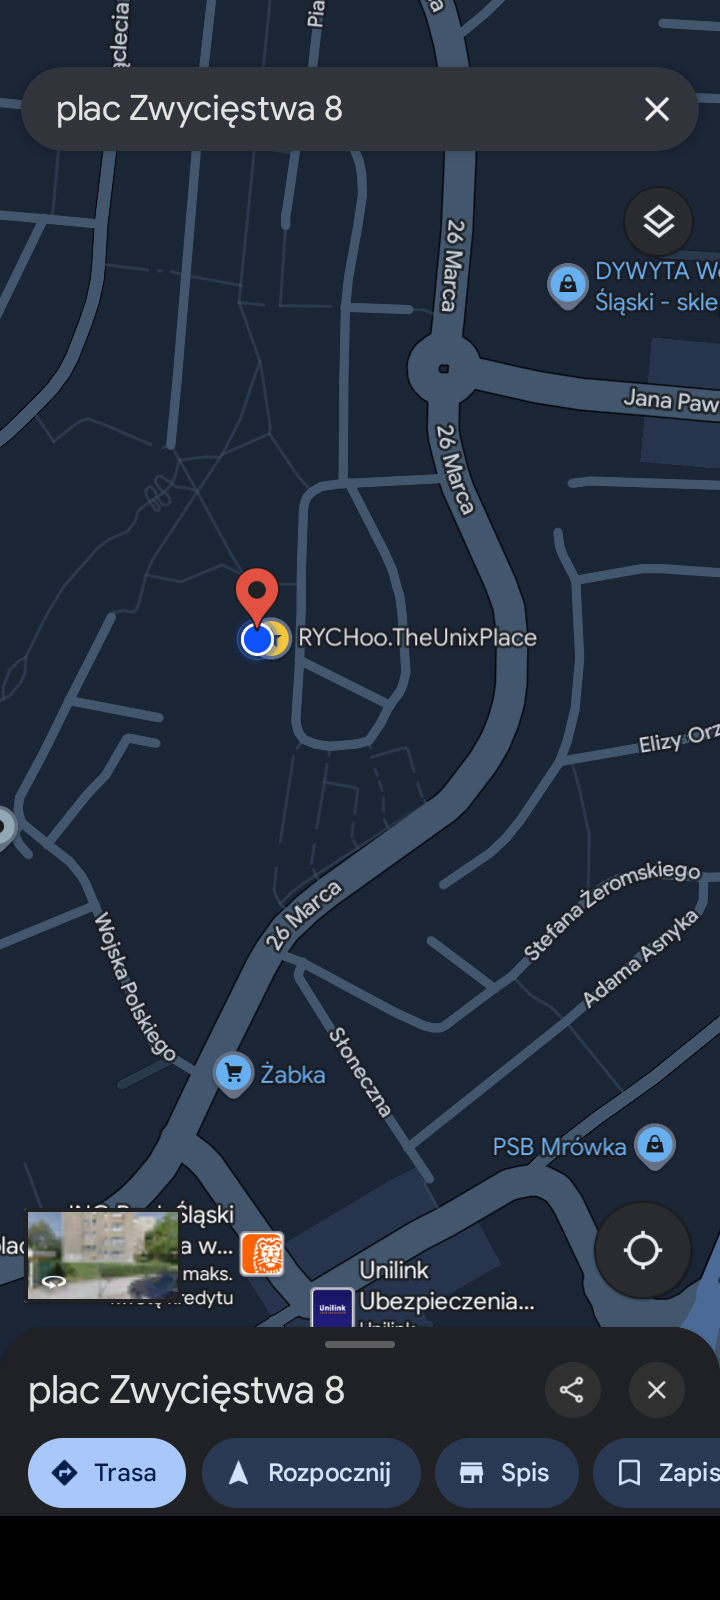 plac Zwycięstwa 8
26 Marca
DYWYTA
Śląski - skle
Jana Paw
26 Marca
RYCHoo.TheUnixPlace
Elizy Orz
Stefana Żeromskiego
Adama Asnyka
26 Marca
Wojska Polskiego
Słoneczna
Żabka
PSB Mrówka
Śląski
a w...
maks.
Unilink
Unilink
Ubezpieczenia...
plac Zwycięstwa 8
Trasa
Rozpocznij
Spis
Zapis